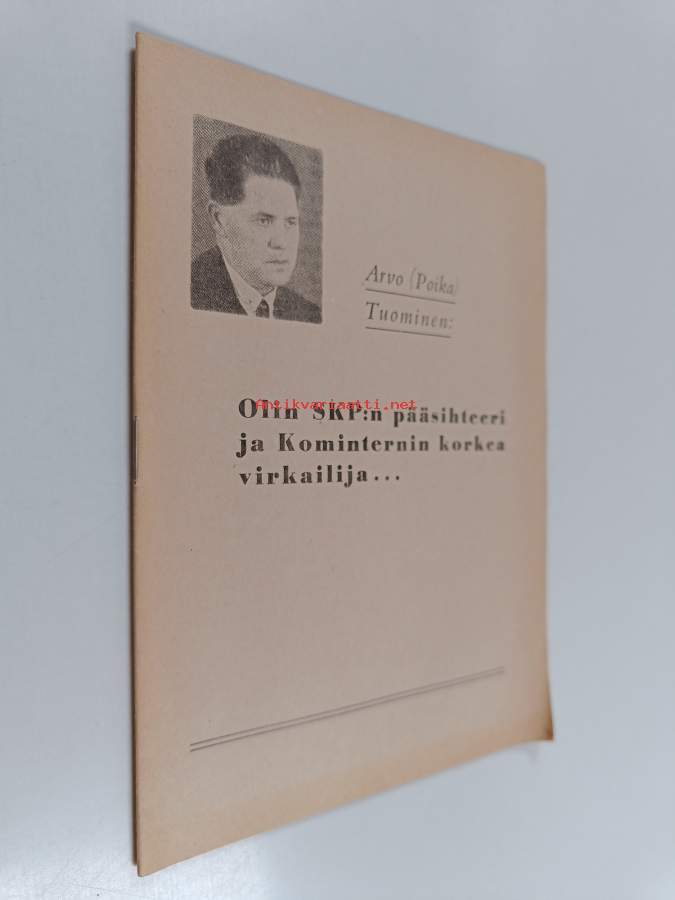 Arvo (Poika)
Tuominen:
Olin SKP:n pääsihteeri
Antikvariaatti.net
ja Kominternin korkea
virkailija...